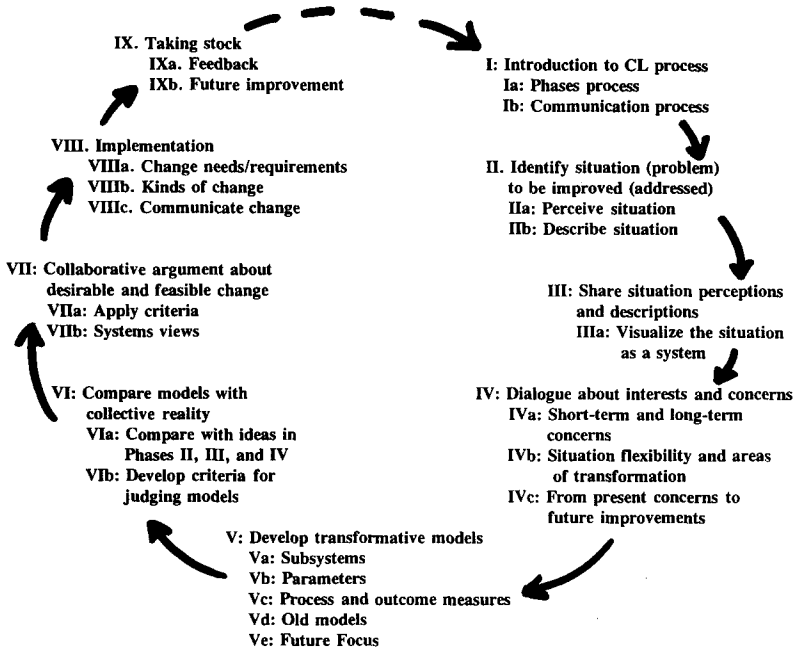 I: Introduction to CL process
Ia: Phases process
Ib: Communication process
II. Identify situation (problem)
to be improved (addressed)
IIa: Perceive situation
IIb: Describe situation
III: Share situation perceptions
and descriptions
IIIa: Visualize the situation
as a system
IV: Dialogue about interests and concerns
IVa: Short-term and long-term
concerns
IVb: Situation flexibility and areas
of transformation
IVc: From present concerns to
future improvements
V: Develop transformative models
Va: Subsystems
Vb: Parameters
Vc: Process and outcome measures
Vd: Old models
Ve: Future Focus
VI: Compare models with
collective reality
VIa: Compare with ideas in
Phases II, III, and IV
VIb: Develop criteria for
judging models
VII: Collaborative argument about
desirable and feasible change
VIIa: Apply criteria
VIIb: Systems views
VIII. Implementation
VIIIa. Change needs/requirements
VIIIb. Kinds of change
VIIIc. Communicate change
IX. Taking stock
IXa. Feedback
IXb. Future improvement